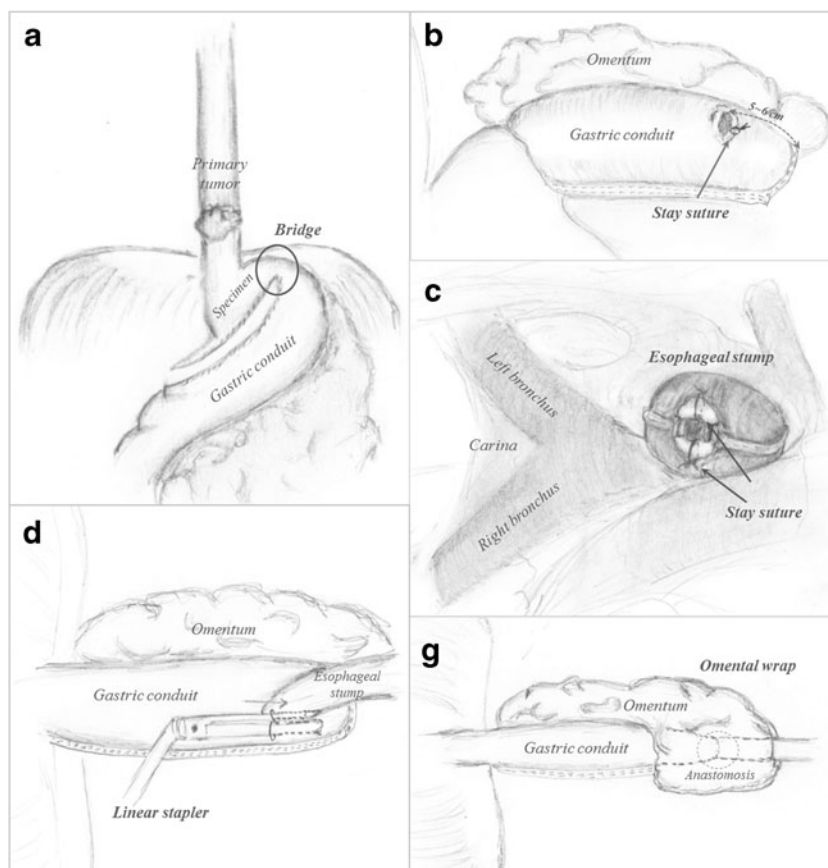 a
Primary
tumor
Bridge
Specimen
Gastric conduit
b
Omentum
5~6 cm
Gastric conduit
Stay suture
c
Esophageal stump
Left bronchus
Carina
Right bronchus
Stay suture
d
Omentum
Esophageal
stump
Gastric conduit
Linear stapler
g
Omental wrap
Omentum
Gastric conduit
Anastomosis